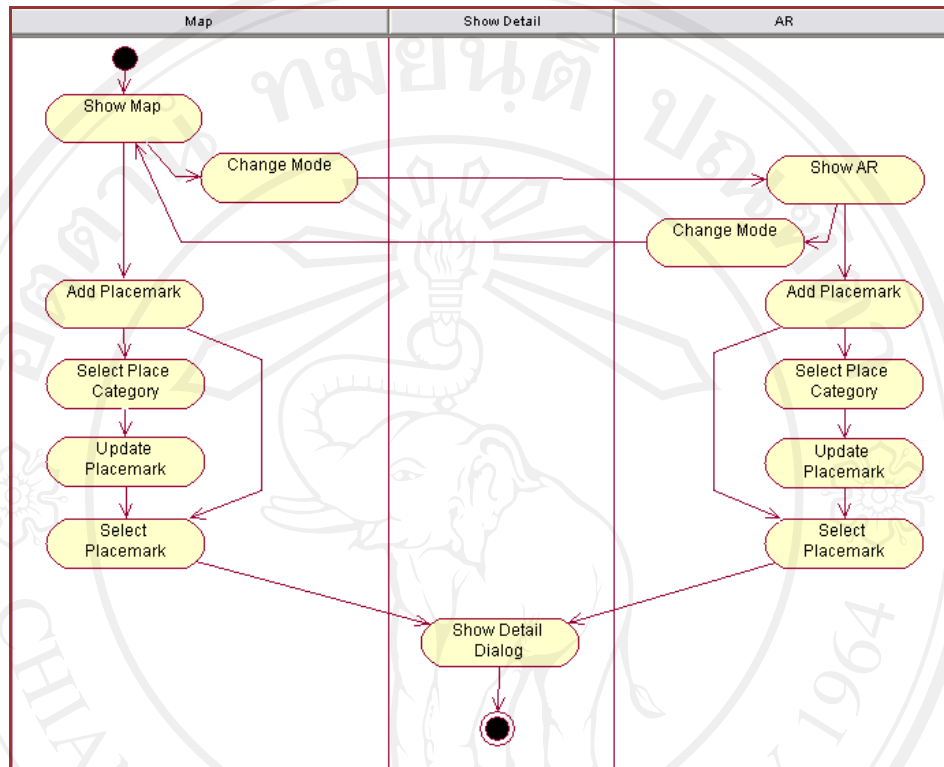 Map
Show Detail
AR
Show Map
Change Mode
Show AR
Change Mode
Add Placemark
Add Placemark
Select Place
Category
Select Place
Category
Update
Placemark
Update
Placemark
Select
Placemark
Select
Placemark
Show Detail
Dialog
1964